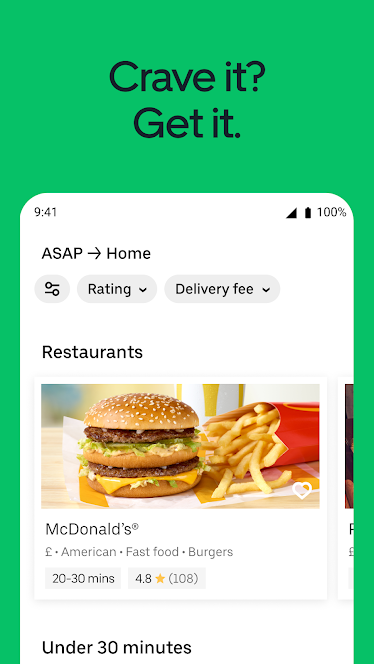 Crave it?
Get it.
9:41 100%
ASAP → Home
Rating Delivery fee
Restaurants
McDonald's®
£ • American • Fast food • Burgers
20-30 mins 4.8 ★ (108)
Under 30 minutes